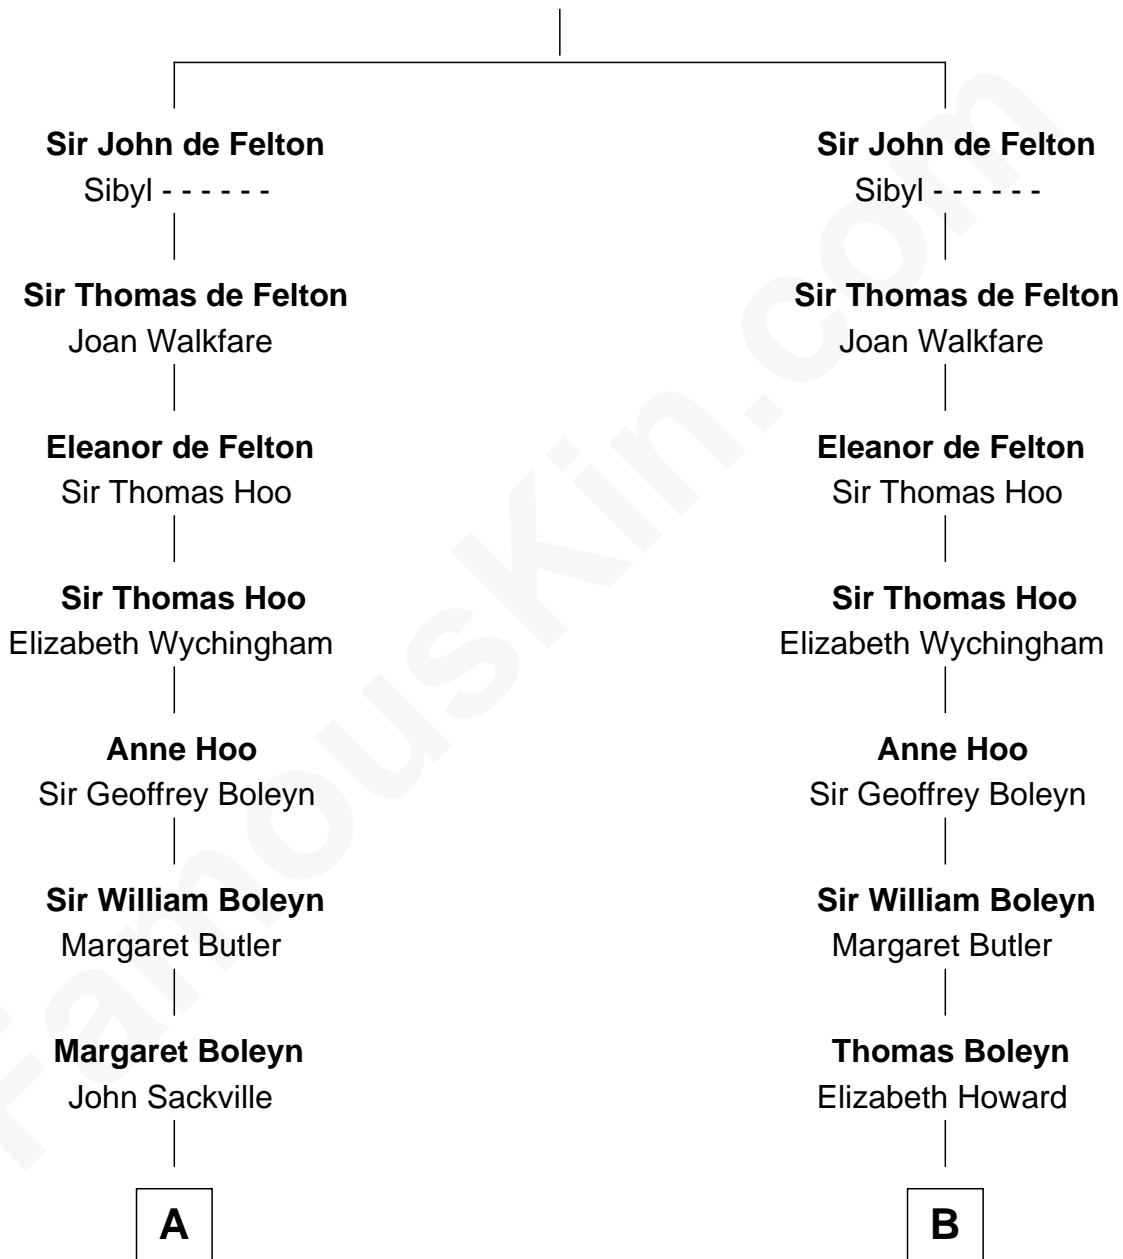 Sir John de Felton
Sibyl - - - - - -
Sir Thomas de Felton
Joan Walkfare
Eleanor de Felton
Sir Thomas Hoo
Sir Thomas Hoo
Elizabeth Wychingham
Anne Hoo
Sir Geoffrey Boleyn
Sir William Boleyn
Margaret Butler
Margaret Boleyn
John Sackville
A
Sir John de Felton
Sibyl - - - - - -
Sir Thomas de Felton
Joan Walkfare
Eleanor de Felton
Sir Thomas Hoo
Sir Thomas Hoo
Elizabeth Wychingham
Anne Hoo
Sir Geoffrey Boleyn
Sir William Boleyn
Margaret Butler
Thomas Boleyn
Elizabeth Howard
B
FamousKin.com